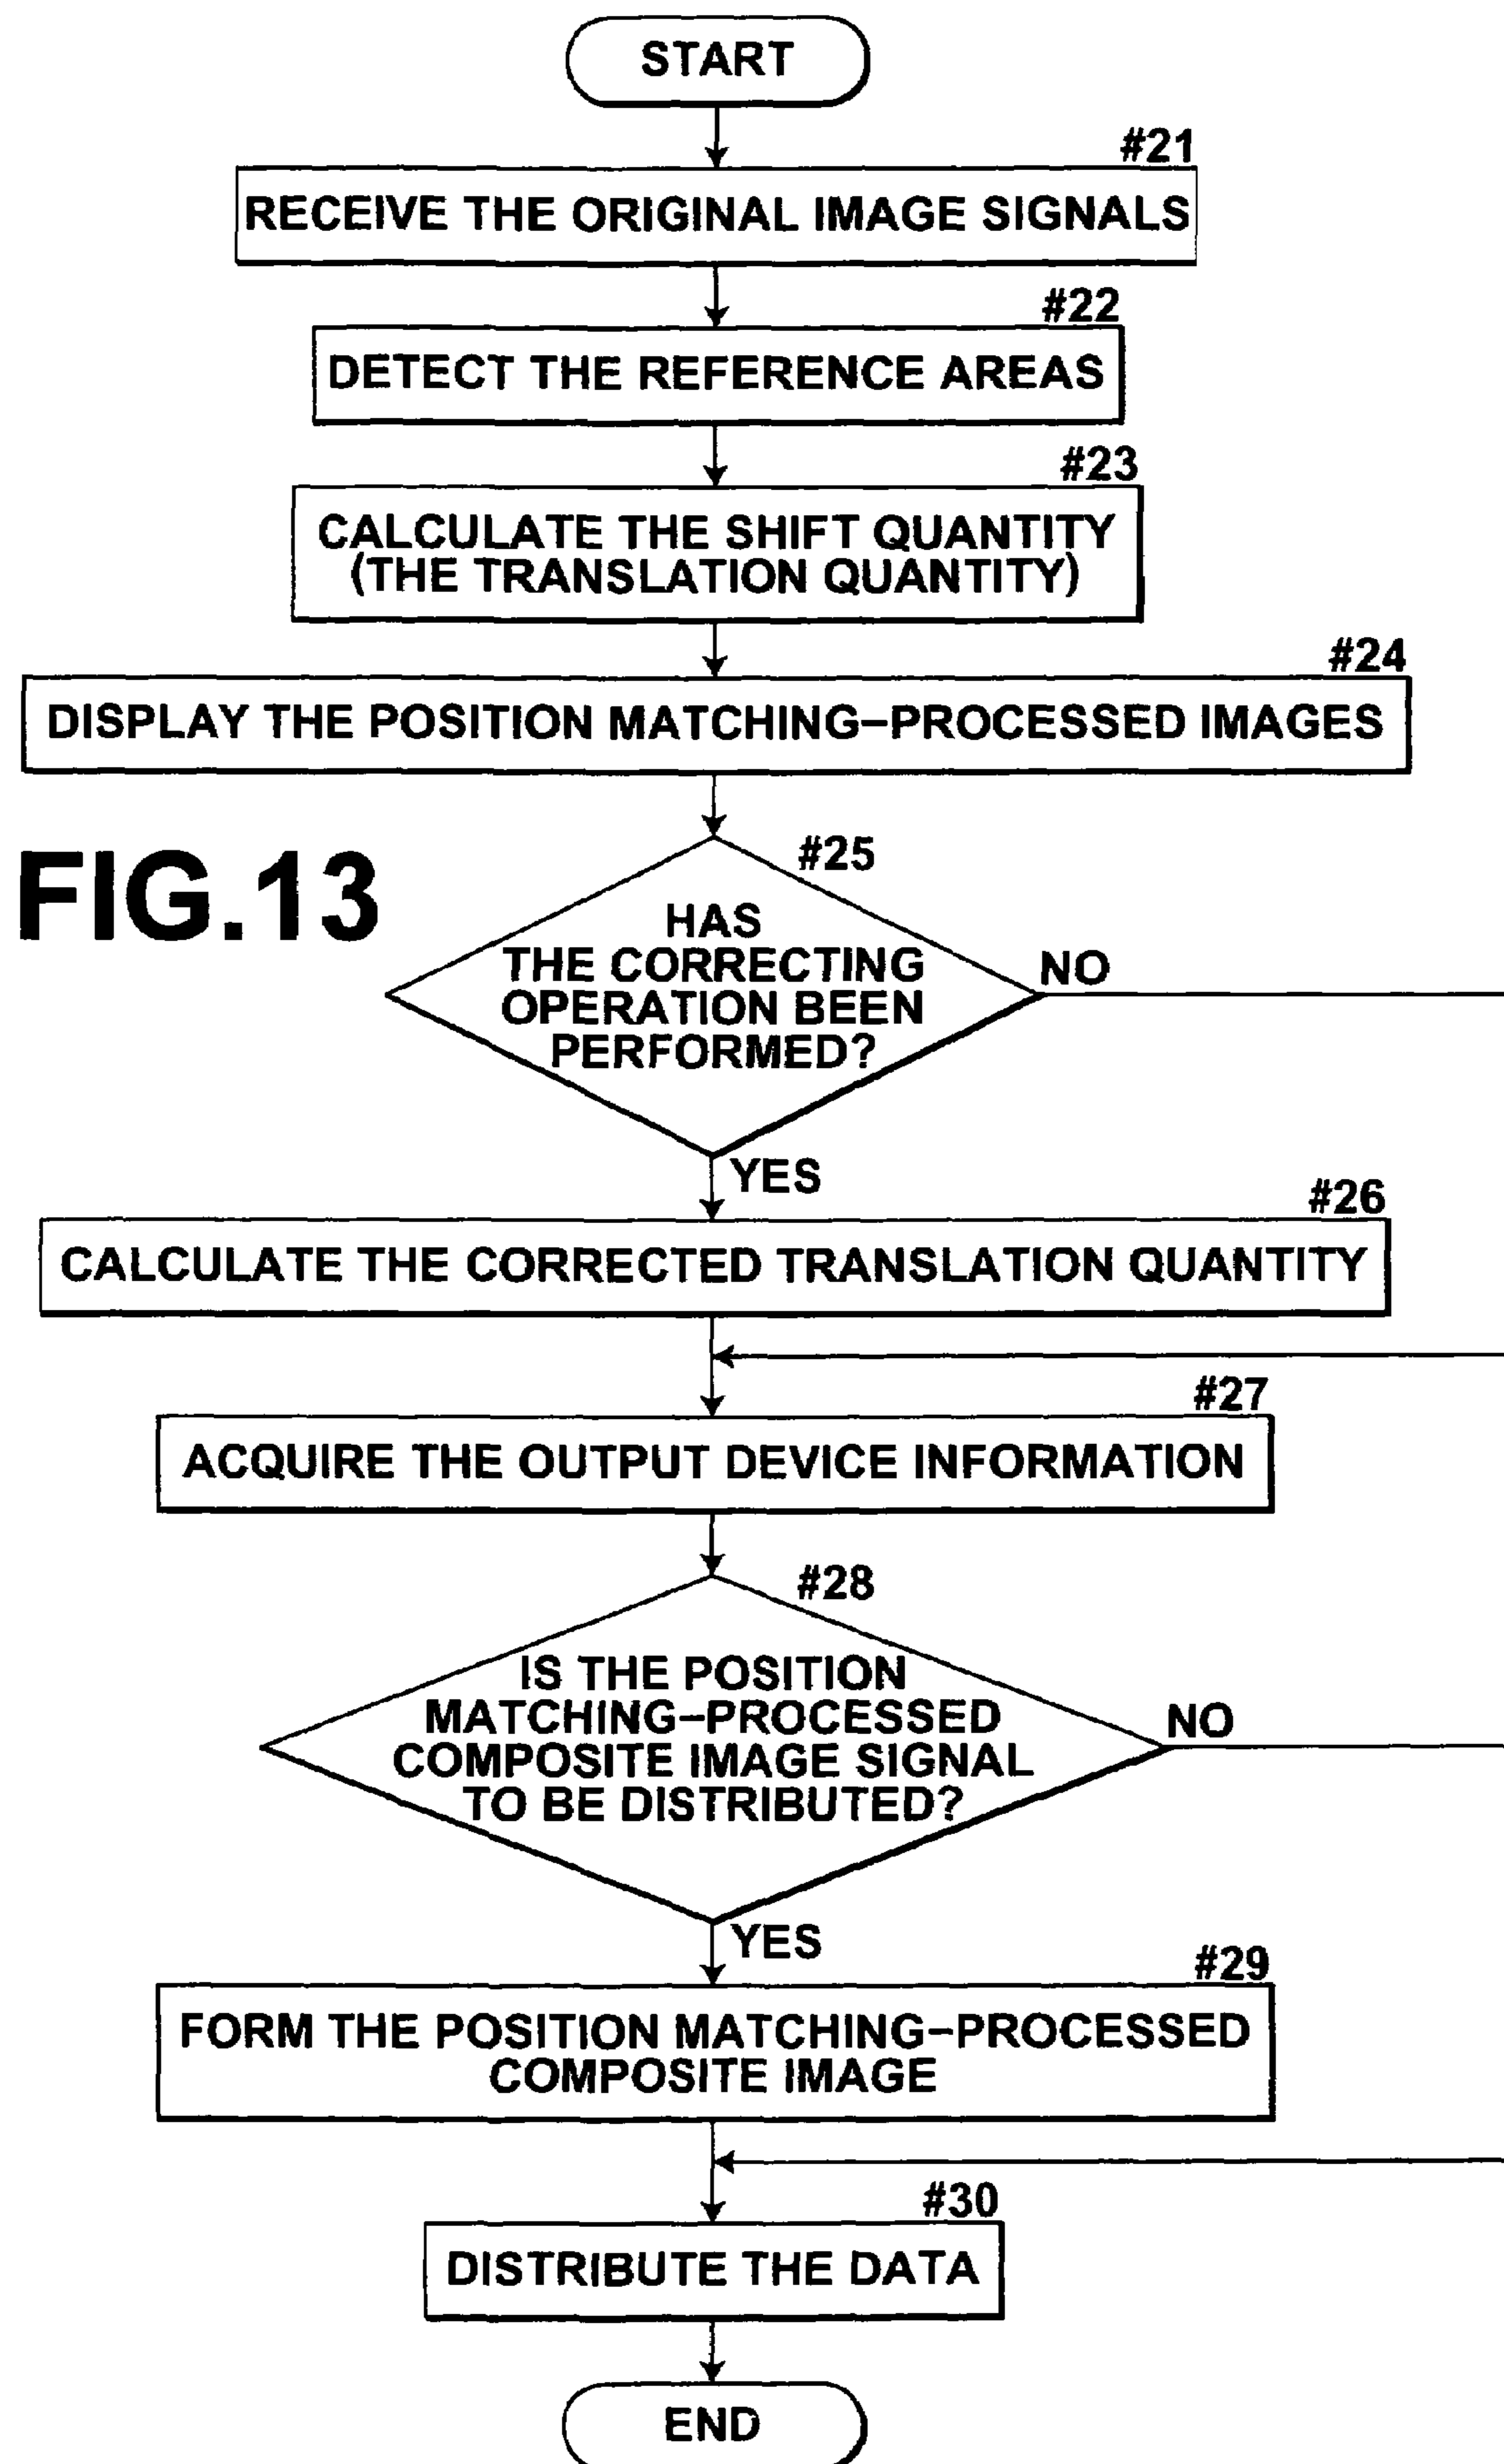 START
#21
RECEIVE THE ORIGINAL IMAGE SIGNALS
#22
DETECT THE REFERENCE AREAS
#23
CALCULATE THE SHIFT QUANTITY
(THE TRANSLATION QUANTITY)
#24
DISPLAY THE POSITION MATCHING-PROCESSED IMAGES
FIG.13
#25
HAS
THE CORRECTING
OPERATION BEEN
PERFORMED?
NO
YES
#26
CALCULATE THE CORRECTED TRANSLATION QUANTITY
#27
ACQUIRE THE OUTPUT DEVICE INFORMATION
#28
IS THE POSITION
MATCHING-PROCESSED
COMPOSITE IMAGE SIGNAL
TO BE DISTRIBUTED?
NO
YES
#29
FORM THE POSITION MATCHING-PROCESSED
COMPOSITE IMAGE
#30
DISTRIBUTE THE DATA
END